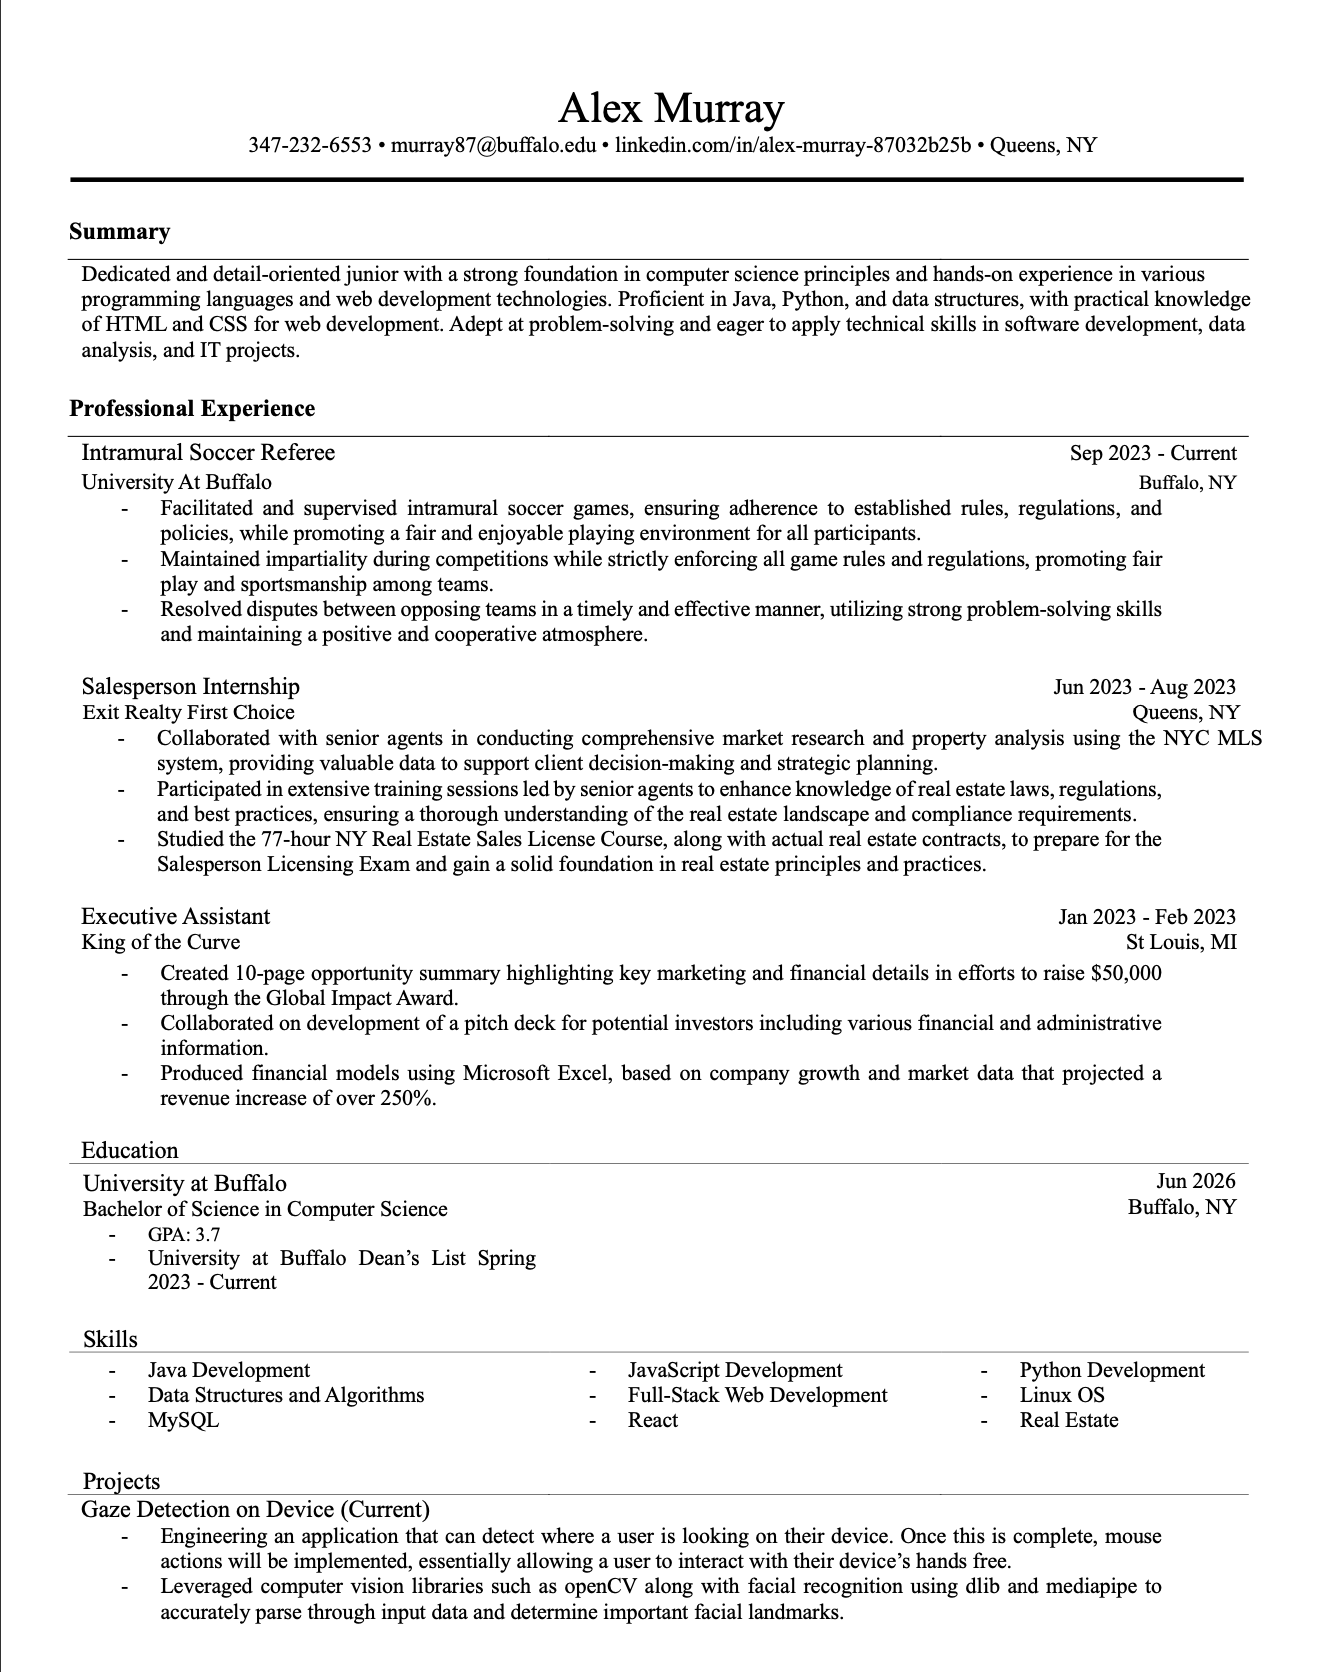 Alex Murray
347-232-6553 • murray87@buffalo.edu • linkedin.com/in/alex-murray-87032b25b • Queens, NY
Summary
Dedicated and detail-oriented junior with a strong foundation in computer science principles and hands-on experience in various
programming languages and web development technologies. Proficient in Java, Python, and data structures, with practical knowledge
of HTML and CSS for web development. Adept at problem-solving and eager to apply technical skills in software development, data
analysis, and IT projects.
Professional Experience
Intramural Soccer Referee Sep 2023 - Current
University At Buffalo Buffalo, NY
- Facilitated and supervised intramural soccer games, ensuring adherence to established rules, regulations, and
policies, while promoting a fair and enjoyable playing environment for all participants.
- Maintained impartiality during competitions while strictly enforcing all game rules and regulations, promoting fair
play and sportsmanship among teams.
- Resolved disputes between opposing teams in a timely and effective manner, utilizing strong problem-solving skills
and maintaining a positive and cooperative atmosphere.
Salesperson Internship Jun 2023 - Aug 2023
Exit Realty First Choice Queens, NY
- Collaborated with senior agents in conducting comprehensive market research and property analysis using the NYC MLS
system, providing valuable data to support client decision-making and strategic planning.
- Participated in extensive training sessions led by senior agents to enhance knowledge of real estate laws, regulations,
and best practices, ensuring a thorough understanding of the real estate landscape and compliance requirements.
- Studied the 77-hour NY Real Estate Sales License Course, along with actual real estate contracts, to prepare for the
Salesperson Licensing Exam and gain a solid foundation in real estate principles and practices.
Executive Assistant Jan 2023 - Feb 2023
King of the Curve St Louis, MI
- Created 10-page opportunity summary highlighting key marketing and financial details in efforts to raise $50,000
through the Global Impact Award.
- Collaborated on development of a pitch deck for potential investors including various financial and administrative
information.
- Produced financial models using Microsoft Excel, based on company growth and market data that projected a
revenue increase of over 250%.
Education
University at Buffalo Jun 2026
Bachelor of Science in Computer Science Buffalo, NY
- GPA: 3.7
- University at Buffalo Dean’s List Spring
2023 - Current
Skills
- Java Development - JavaScript Development - Python Development
- Data Structures and Algorithms - Full-Stack Web Development - Linux OS
- MySQL - React - Real Estate
Projects
Gaze Detection on Device (Current)
- Engineering an application that can detect where a user is looking on their device. Once this is complete, mouse
actions will be implemented, essentially allowing a user to interact with their device’s hands free.
- Leveraged computer vision libraries such as openCV along with facial recognition using dlib and mediapipe to
accurately parse through input data and determine important facial landmarks.